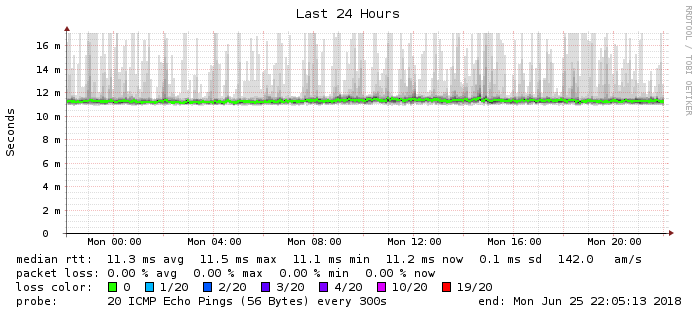 Last 24 Hours
RRDTOOL / TOBI OETIKER
Seconds
16 m
14 m
12 m
10 m
8 m
6 m
4 m
2 m
0
Mon 00:00 Mon 04:00 Mon 08:00 Mon 12:00 Mon 16:00 Mon 20:00
median rtt: 11.3 ms avg 11.5 ms max 11.1 ms min 11.2 ms now 0.1 ms sd 142.0 am/s
packet loss: 0.00 % avg 0.00 % max 0.00 % min 0.00 % now
loss color: 0 1/20 2/20 3/20 4/20 10/20 19/20
probe: 20 ICMP Echo Pings (56 Bytes) every 300s end: Mon Jun 25 22:05:13 2018